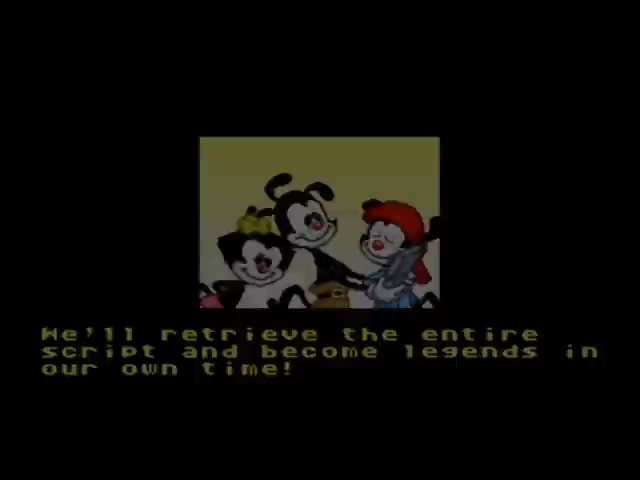 We'll retrieve the entire
script and become legends in
our own time!